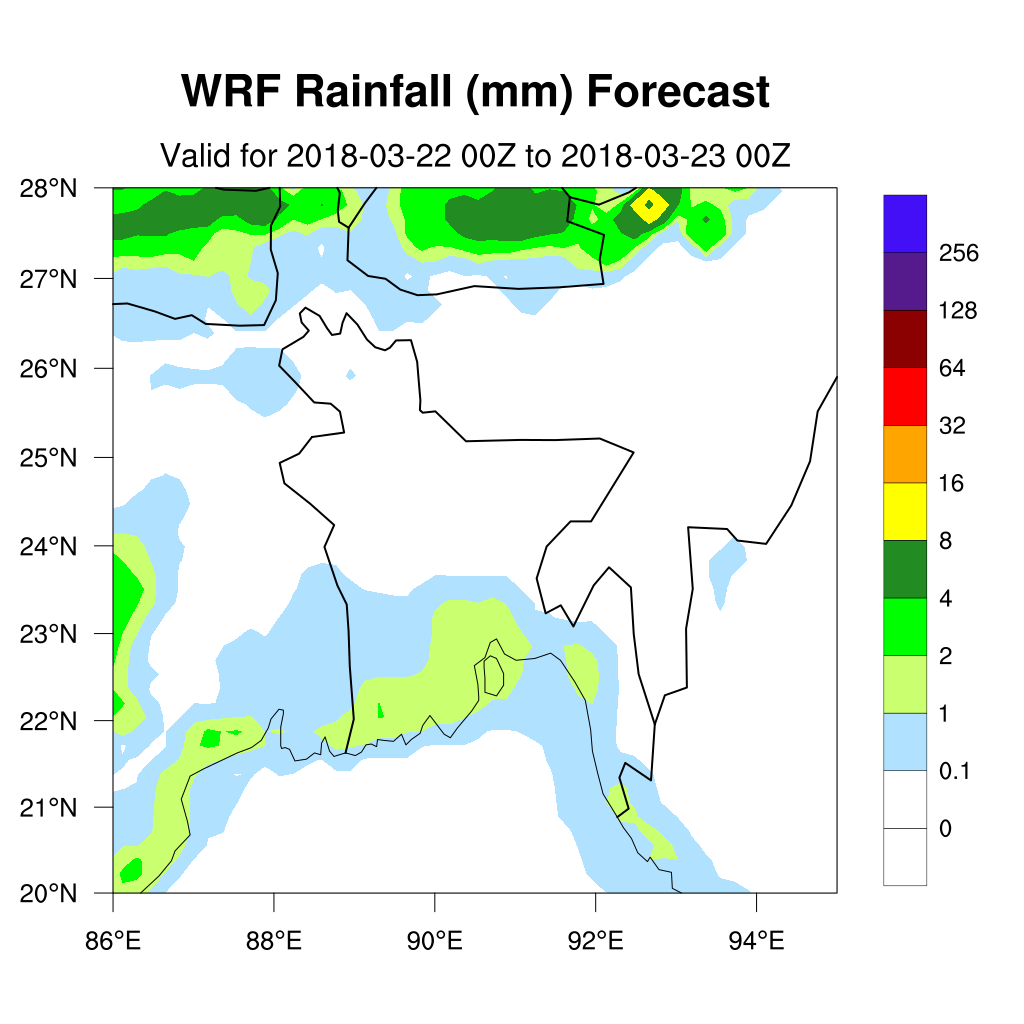 WRF Rainfall (mm) Forecast
Valid for 2018-03-22 00Z to 2018-03-23 00Z
28°N
27°N
26°N
25°N
24°N
23°N
22°N
21°N
20°N
86°E 88°E 90°E 92°E 94°E
256
128
64
32
16
8
4
2
1
0.1
0